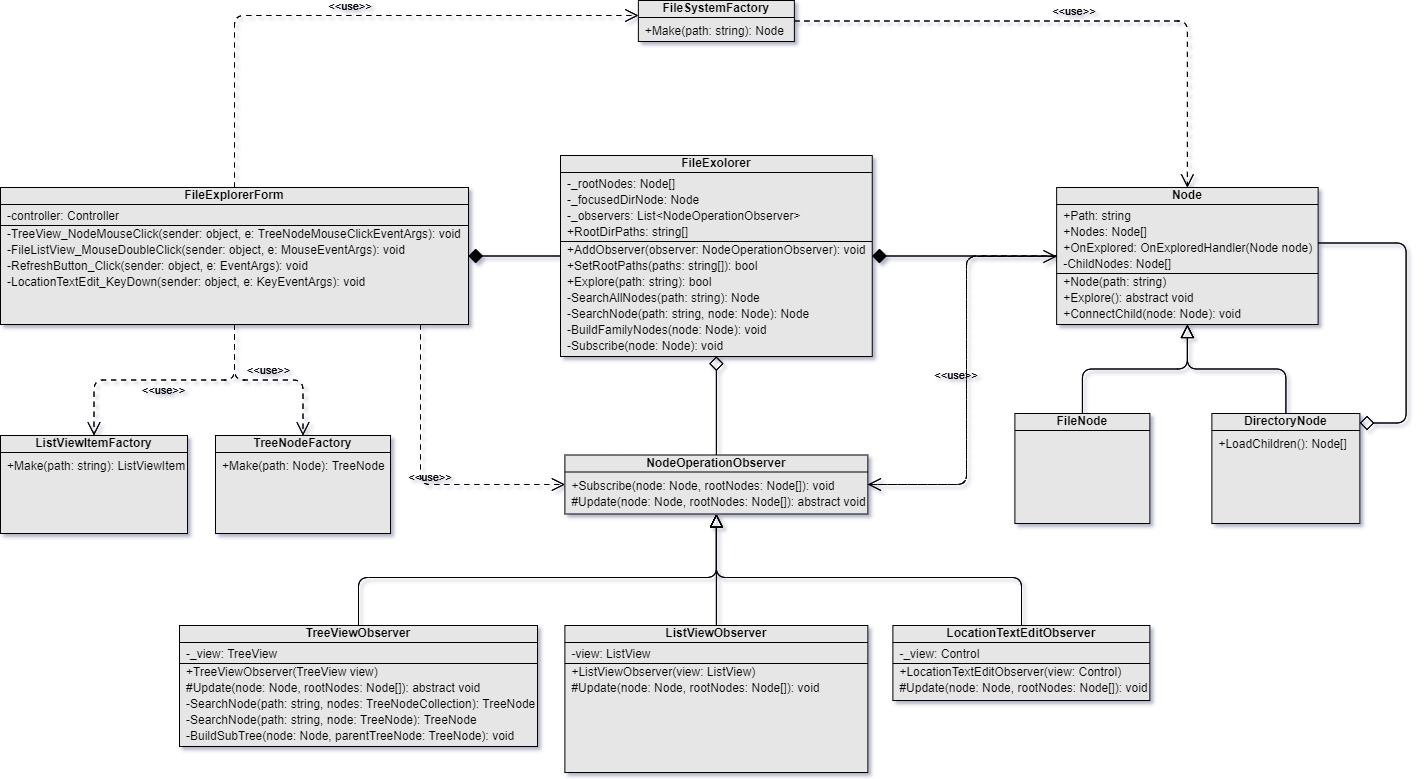 <<use>>
FileSystemFactory
+Make(path: string): Node
<<use>>
FileExplorerForm
-controller: Controller
-TreeView_NodeMouseClick(sender: object, e: TreeNodeMouseClickEventArgs): void
-FileListView_MouseDoubleClick(sender: object, e: MouseEventArgs): void
-RefreshButton_Click(sender: object, e: EventArgs): void
-LocationTextEdit_KeyDown(sender: object, e: KeyEventArgs): void
FileExolorer
-_rootNodes: Node[]
-_focusedDirNode: Node
-_observers: List<NodeOperationObserver>
+RootDirPaths: string[]
+AddObserver(observer: NodeOperationObserver): void
+SetRootPaths(paths: string[]): bool
+Explore(path: string): bool
-SearchAllNodes(path: string): Node
-SearchNode(path: string, node: Node): Node
-BuildFamilyNodes(node: Node): void
-Subscribe(node: Node): void
Node
+Path: string
+Nodes: Node[]
+OnExplored: OnExploredHandler(Node node)
-ChildNodes: Node[]
+Node(path: string)
+Explore(): abstract void
+ConnectChild(node: Node): void
<<use>>
<<use>>
<<use>>
ListViewItemFactory
+Make(path: string): ListViewItem
TreeNodeFactory
+Make(path: Node): TreeNode
<<use>>
NodeOperationObserver
+Subscribe(node: Node, rootNodes: Node[]): void
#Update(node: Node, rootNodes: Node[]): abstract void
FileNode
DirectoryNode
+LoadChildren(): Node[]
TreeViewObserver
-_view: TreeView
+TreeViewObserver(TreeView view)
#Update(node: Node, rootNodes: Node[]): abstract void
-SearchNode(path: string, nodes: TreeNodeCollection): TreeNode
-SearchNode(path: string, node: TreeNode): TreeNode
-BuildSubTree(node: Node, parentTreeNode: TreeNode): void
ListViewObserver
-view: ListView
+ListViewObserver(view: ListView)
#Update(node: Node, rootNodes: Node[]): void
LocationTextEditObserver
-_view: Control
+LocationTextEditObserver(view: Control)
#Update(node: Node, rootNodes: Node[]): void